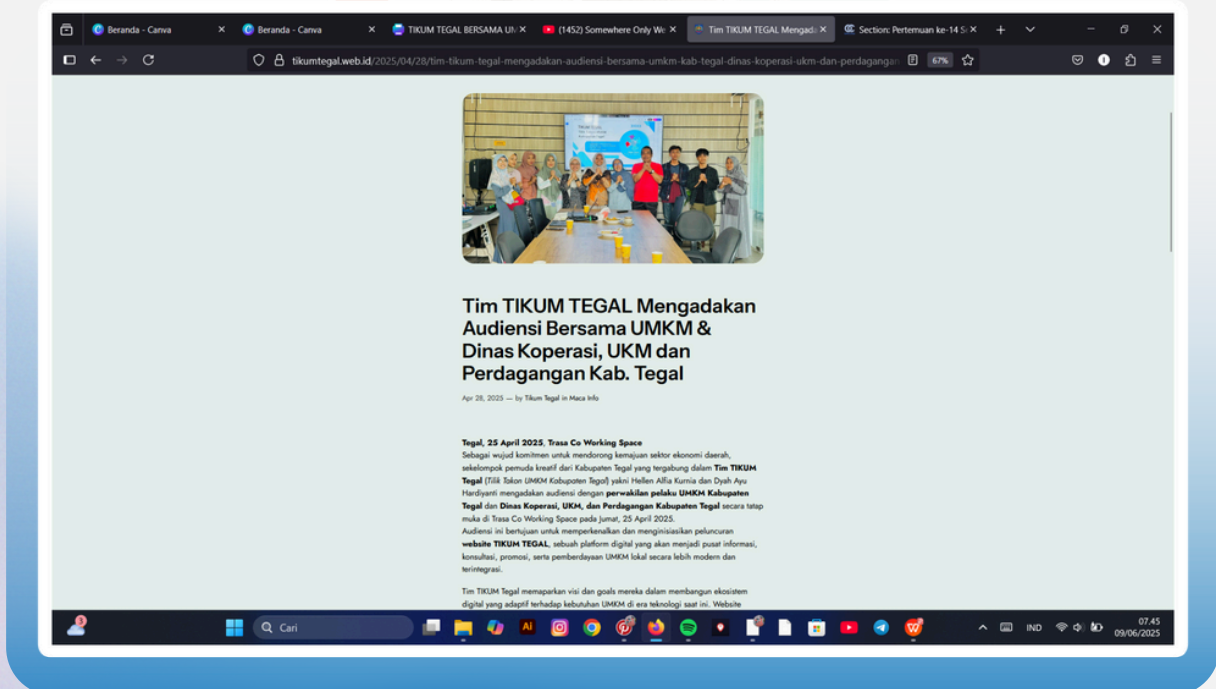 Beranda - Canva
Beranda - Canva
TIKUM TEGAL BERSAMA UM
(1452) Somewhere Only We
Tim TIKUM TEGAL Mengada
Section: Pertemuan ke-14 S
tikumtegal.web.id/2025/04/28/tim-tikum-tegal-mengadakan-audiensi-bersama-umkm-kab-tegal-dinas-koperasi-ukm-dan-perdagangan
67%
Tim TIKUM TEGAL Mengadakan
Audiensi Bersama UMKM &
Dinas Koperasi, UKM dan
Perdagangan Kab. Tegal
Apr 28, 2025 — by Tikum Tegal in Maca Info
Tegal, 25 April 2025, Trasa Co Working Space
Sebagai wujud komitmen untuk mendorong kemajuan sektor ekonomi daerah,
sekelompok pemuda kreatif dari Kabupaten Tegal yang tergabung dalam Tim TIKUM
Tegal (Tilik Takon UMKM Kabupaten Tegal) yakni Hellen Alfia Kurnia dan Dyah Ayu
Hardiyanti mengadakan audiensi dengan perwakilan pelaku UMKM Kabupaten
Tegal dan Dinas Koperasi, UKM, dan Perdagangan Kabupaten Tegal secara tatap
muka di Trasa Co Working Space pada Jumat, 25 April 2025.
Audiensi ini bertujuan untuk memperkenalkan dan menginisiasikan peluncuran
website TIKUM TEGAL, sebuah platform digital yang akan menjadi pusat informasi,
konsultasi, promosi, serta pemberdayaan UMKM lokal secara lebih modern dan
terintegrasi.
Tim TIKUM Tegal memaparkan visi dan goals mereka dalam membangun ekosistem
digital yang adaptif terhadap kebutuhan UMKM di era teknologi saat ini. Website
3
Cari
Ai
IND
07.45
09/06/2025